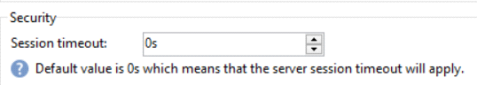 Security
Session timeout: 0s
Default value is 0s which means that the server session timeout will apply.